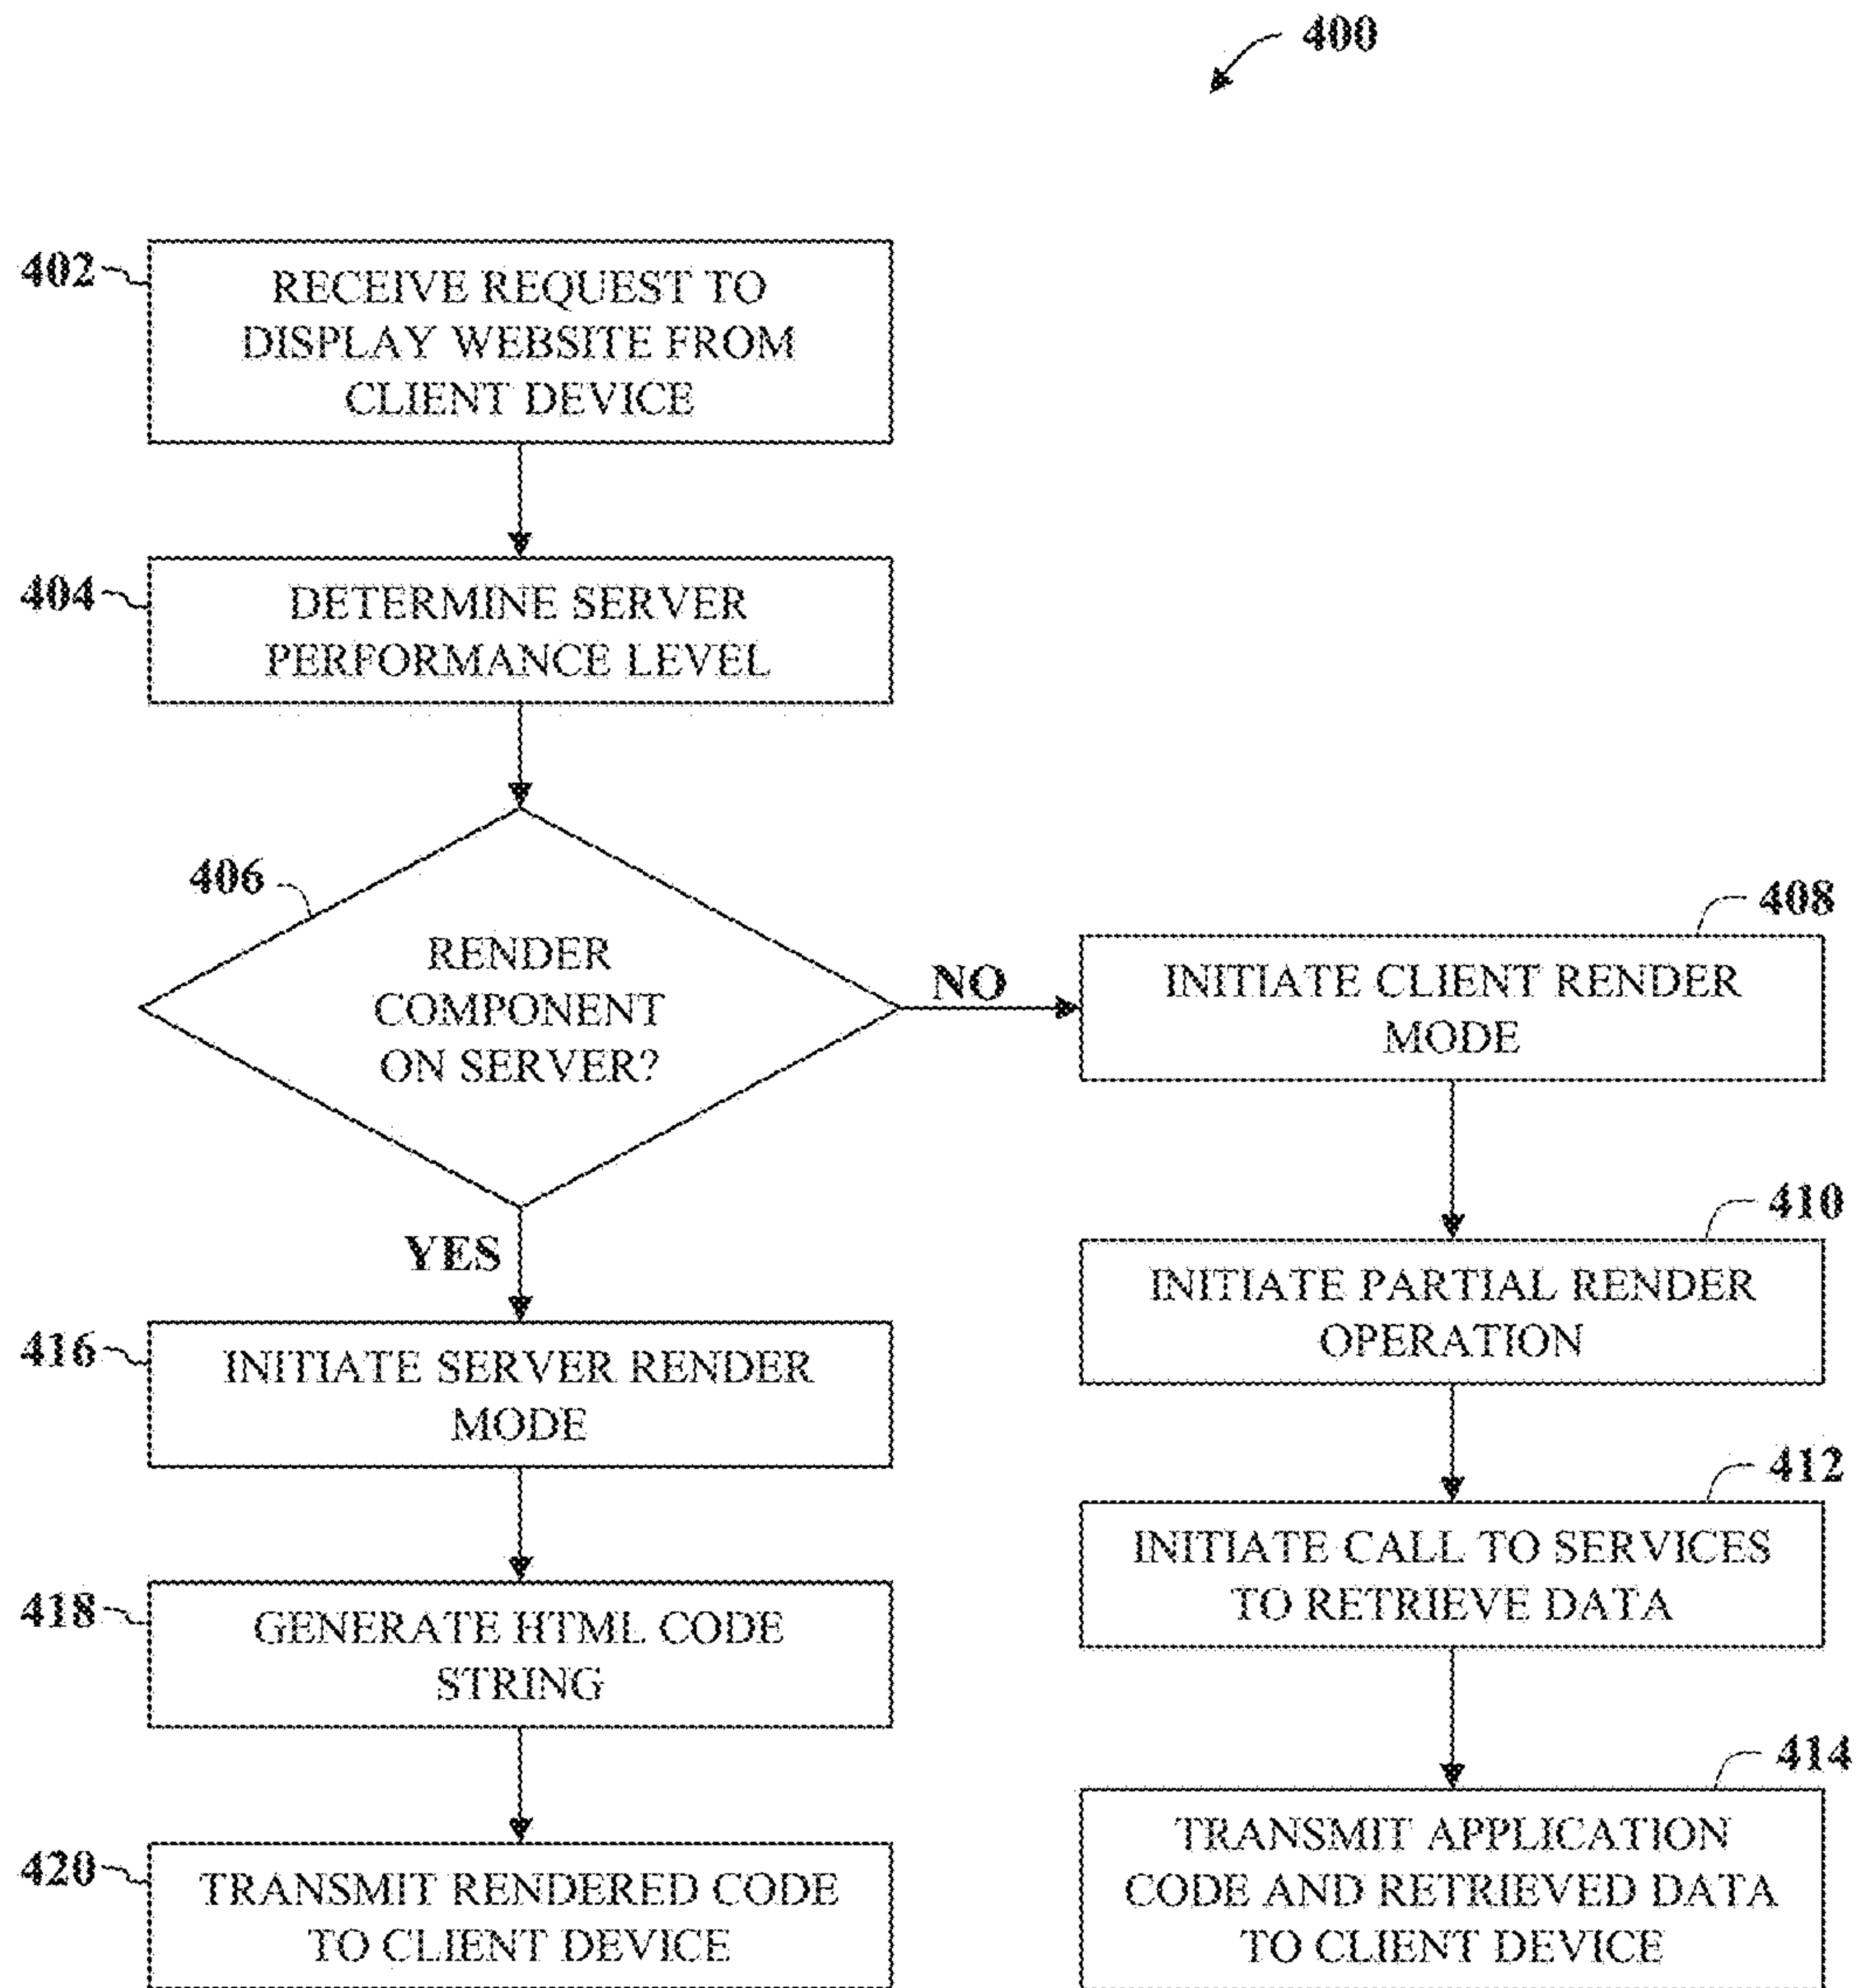 400
402
RECEIVE REQUEST TO
DISPLAY WEBSITE FROM
CLIENT DEVICE
404
DETERMINE SERVER
PERFORMANCE LEVEL
406
RENDER
COMPONENT
ON SERVER?
NO
YES
408
INITIATE CLIENT RENDER
MODE
410
INITIATE PARTIAL RENDER
OPERATION
412
INITIATE CALL TO SERVICES
TO RETRIEVE DATA
414
TRANSMIT APPLICATION
CODE AND RETRIEVED DATA
TO CLIENT DEVICE
416
INITIATE SERVER RENDER
MODE
418
GENERATE HTML CODE
STRING
420
TRANSMIT RENDERED CODE
TO CLIENT DEVICE